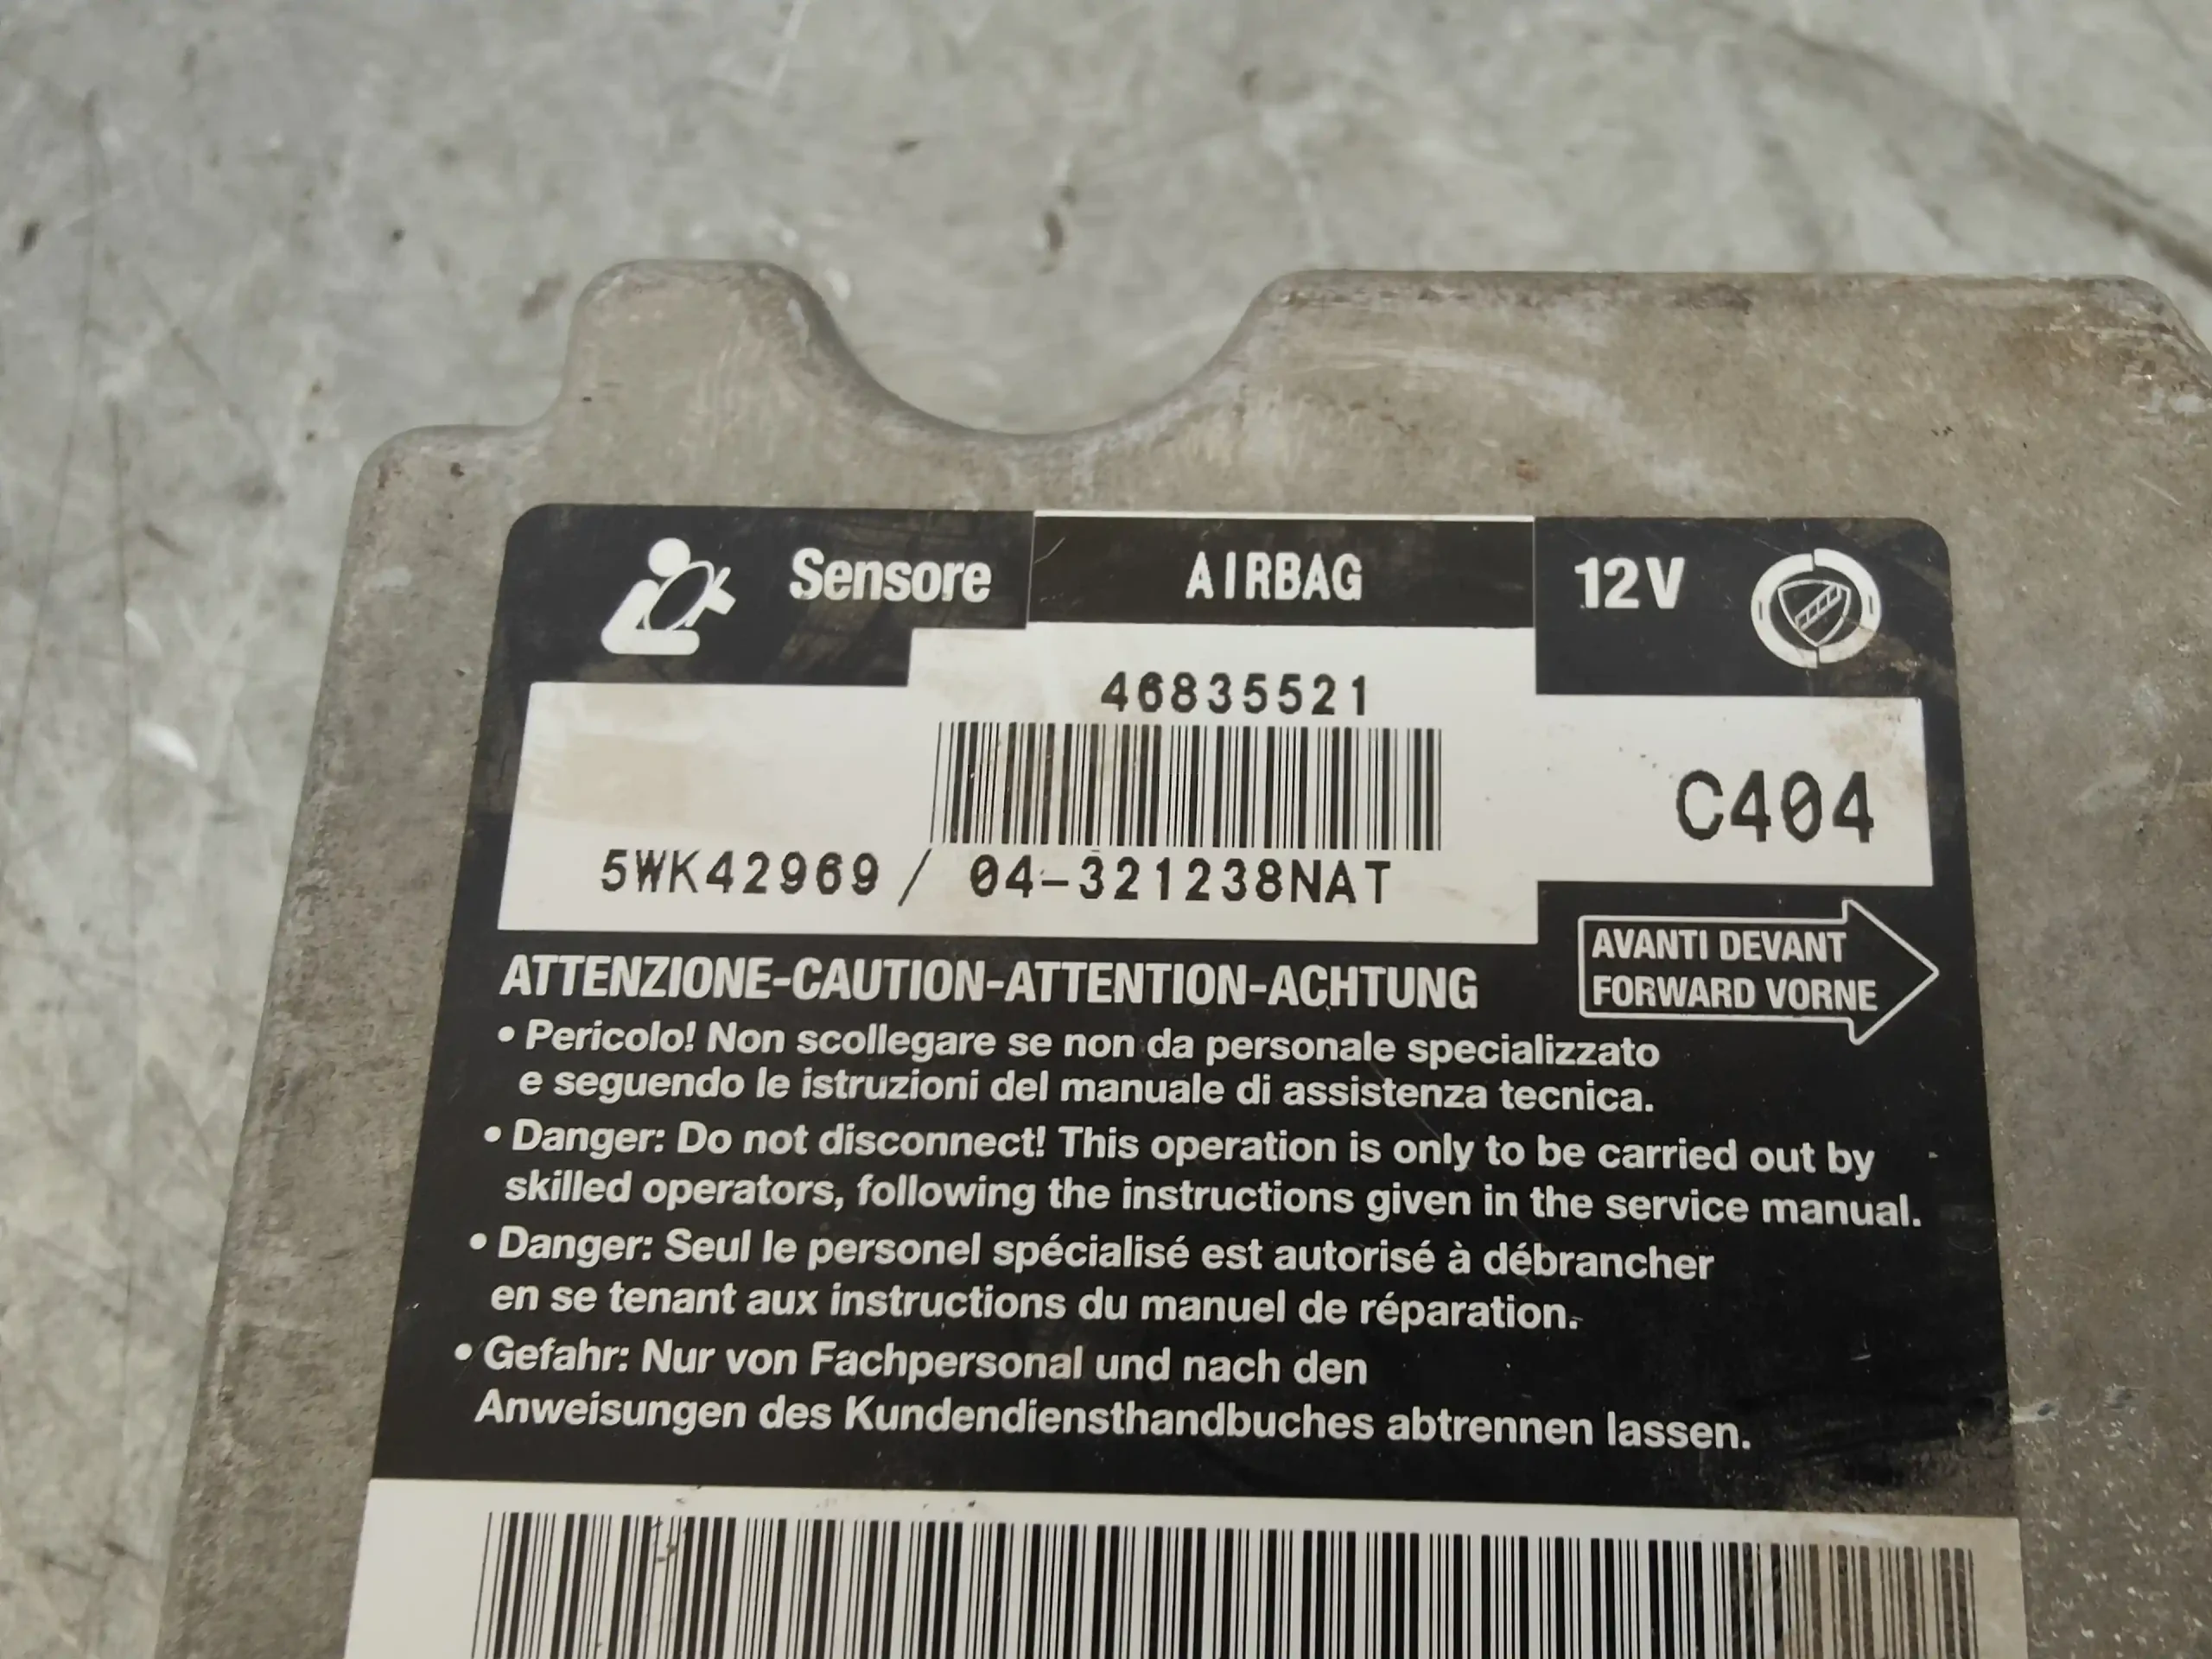 Sensore AIRBAG 12V
46835521
C404
5WK42969 / 04-321238NAT
AVANTI DEVANT
FORWARD VORNE
ATTENZIONE-CAUTION-ATTENTION-ACHTUNG
• Pericolo! Non scollegare se non da personale specializzato
e seguendo le istruzioni del manuale di assistenza tecnica.
• Danger: Do not disconnect! This operation is only to be carried out by
skilled operators, following the instructions given in the service manual.
• Danger: Seul le personel spécialisé est autorisé à débrancher
en se tenant aux instructions du manuel de réparation.
• Gefahr: Nur von Fachpersonal und nach den
Anweisungen des Kundendiensthandbuches abtrennen lassen.